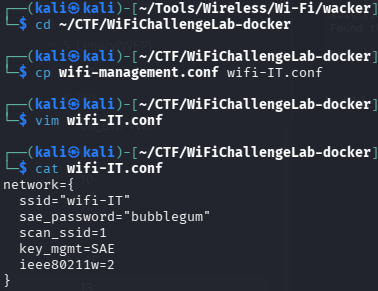 ┌──(kali㉿kali)-[~/Tools/Wireless/Wi-Fi/wacker]
└─$ cd ~/CTF/WiFiChallengeLab-docker
┌──(kali㉿kali)-[~/CTF/WiFiChallengeLab-docker]
└─$ cp wifi-management.conf wifi-IT.conf
┌──(kali㉿kali)-[~/CTF/WiFiChallengeLab-docker]
└─$ vim wifi-IT.conf
┌──(kali㉿kali)-[~/CTF/WiFiChallengeLab-docker]
└─$ cat wifi-IT.conf
network={
  ssid="wifi-IT"
  sae_password="bubblegum"
  scan_ssid=1
  key_mgmt=SAE
  ieee80211w=2
}